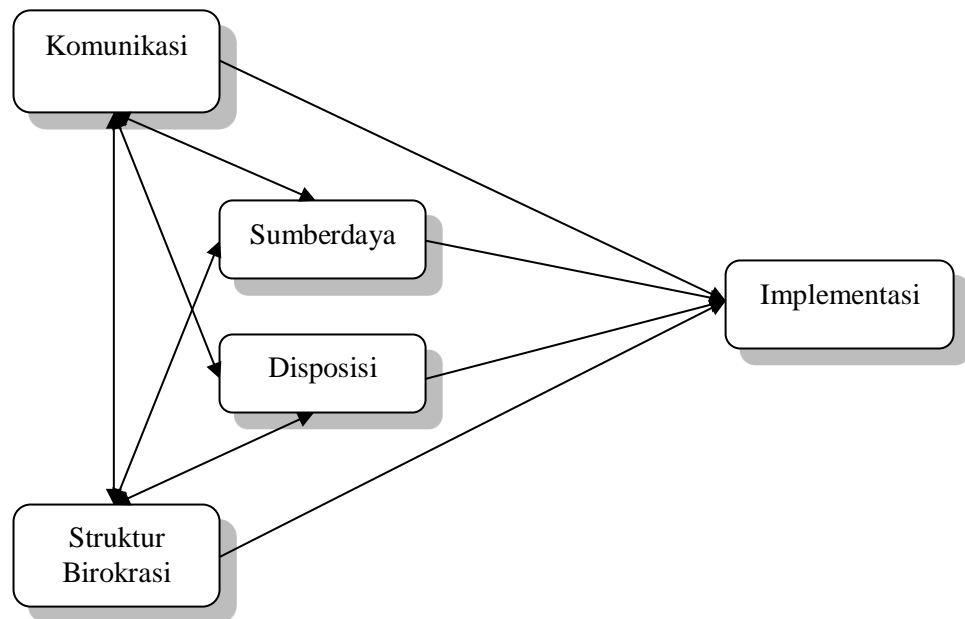 Komunikasi
Sumberdaya
Implementasi
Disposisi
Struktur
Birokrasi